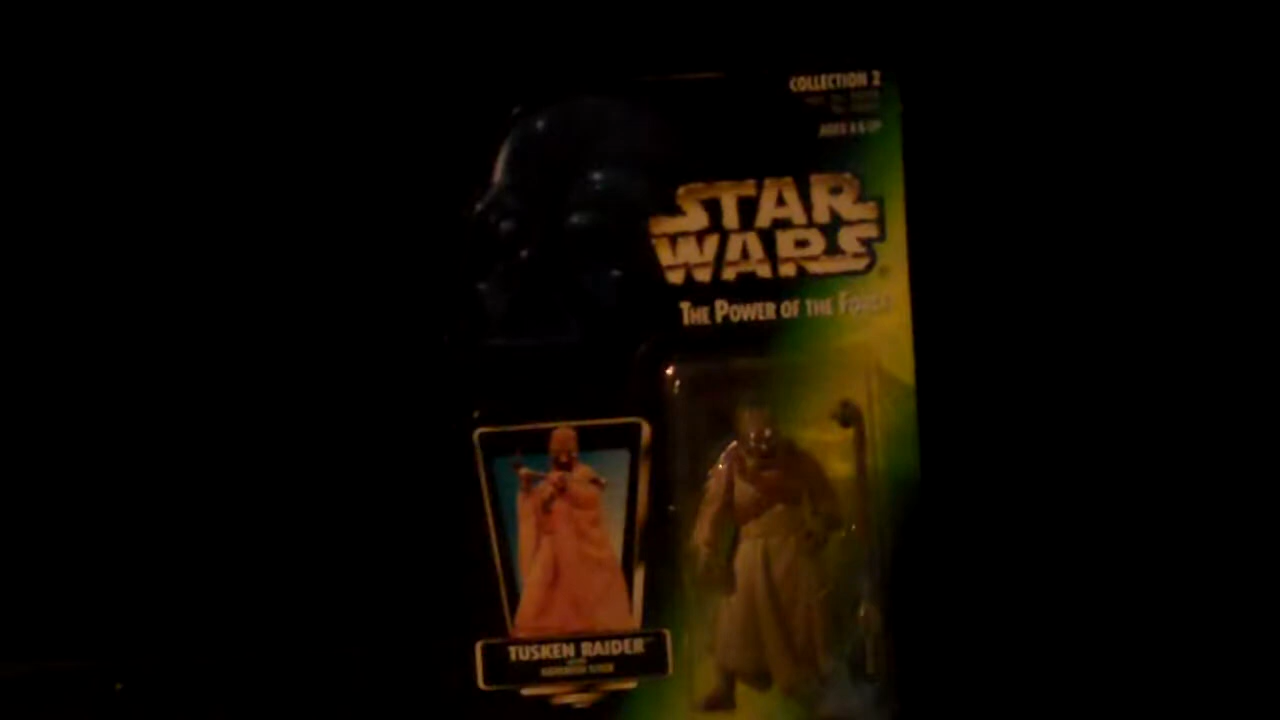 COLLECTION 2
AGES 4 & UP
STAR
WARS
THE POWER OF THE FORCE
TUSKEN RAIDER